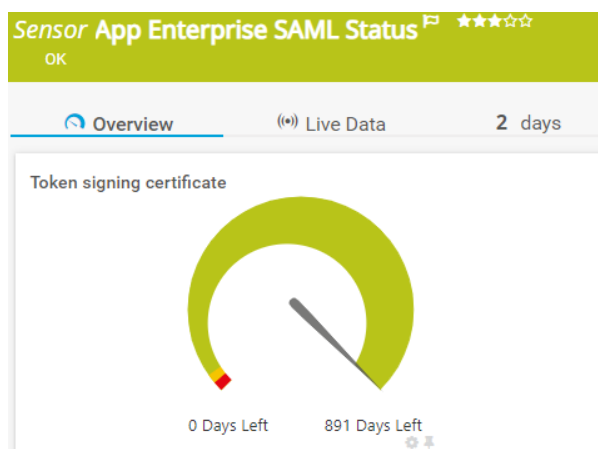 Sensor App Enterprise SAML Status
OK
Overview
Live Data
2 days
Token signing certificate
0 Days Left
891 Days Left